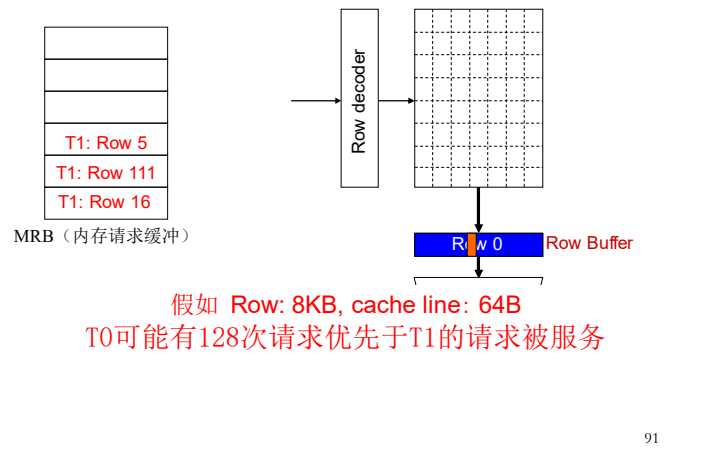 Row decoder
T1: Row 5
T1: Row 111
T1: Row 16
MRB（内存请求缓冲）
Row 0
Row Buffer
假如 Row: 8KB, cache line: 64B
T0可能有128次请求优先于T1的请求被服务
91